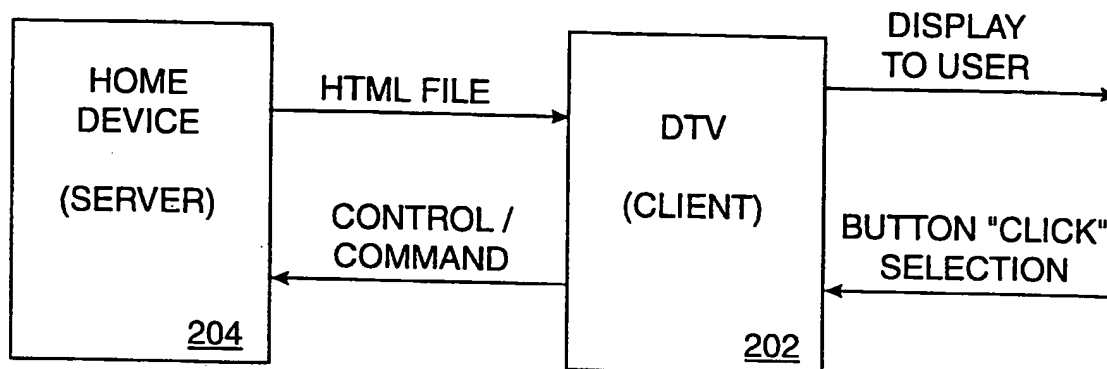 HOME
DEVICE
(SERVER)
204
HTML FILE
CONTROL /
COMMAND
DTV
(CLIENT)
202
DISPLAY
TO USER
BUTTON "CLICK"
SELECTION